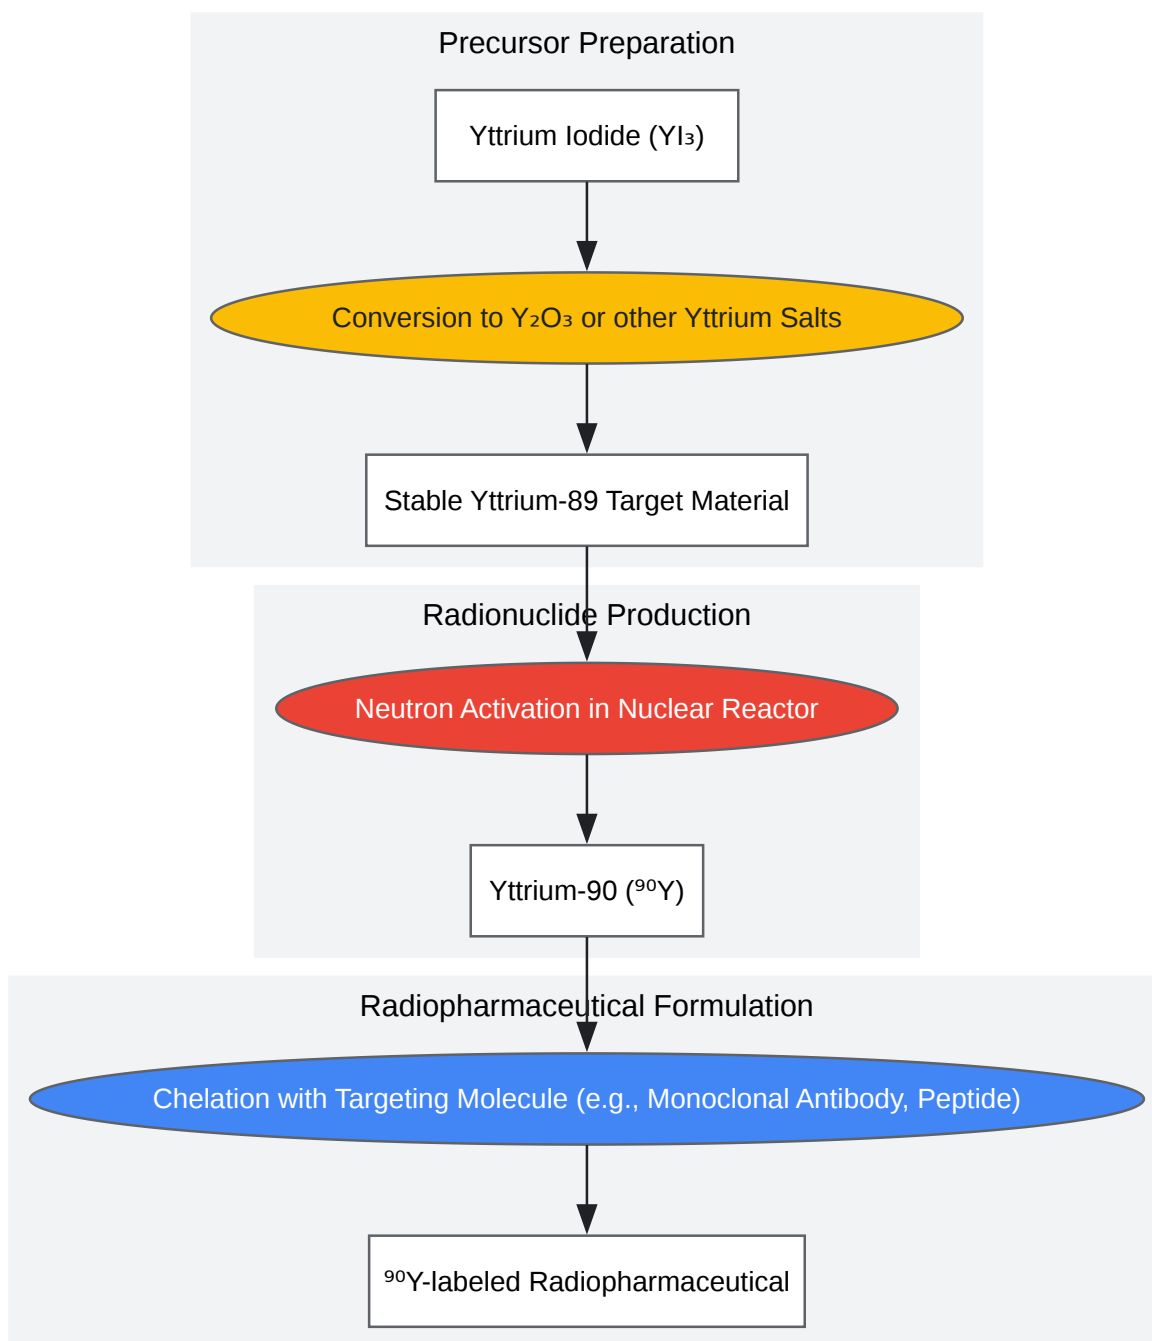 Precursor Preparation
Yttrium Iodide (YI₃)
Conversion to Y₂O₃ or other Yttrium Salts
Stable Yttrium-89 Target Material
Radionuclide Production
Neutron Activation in Nuclear Reactor
Yttrium-90 (⁹⁰Y)
Radiopharmaceutical Formulation
Chelation with Targeting Molecule (e.g., Monoclonal Antibody, Peptide)
⁹⁰Y-labeled Radiopharmaceutical